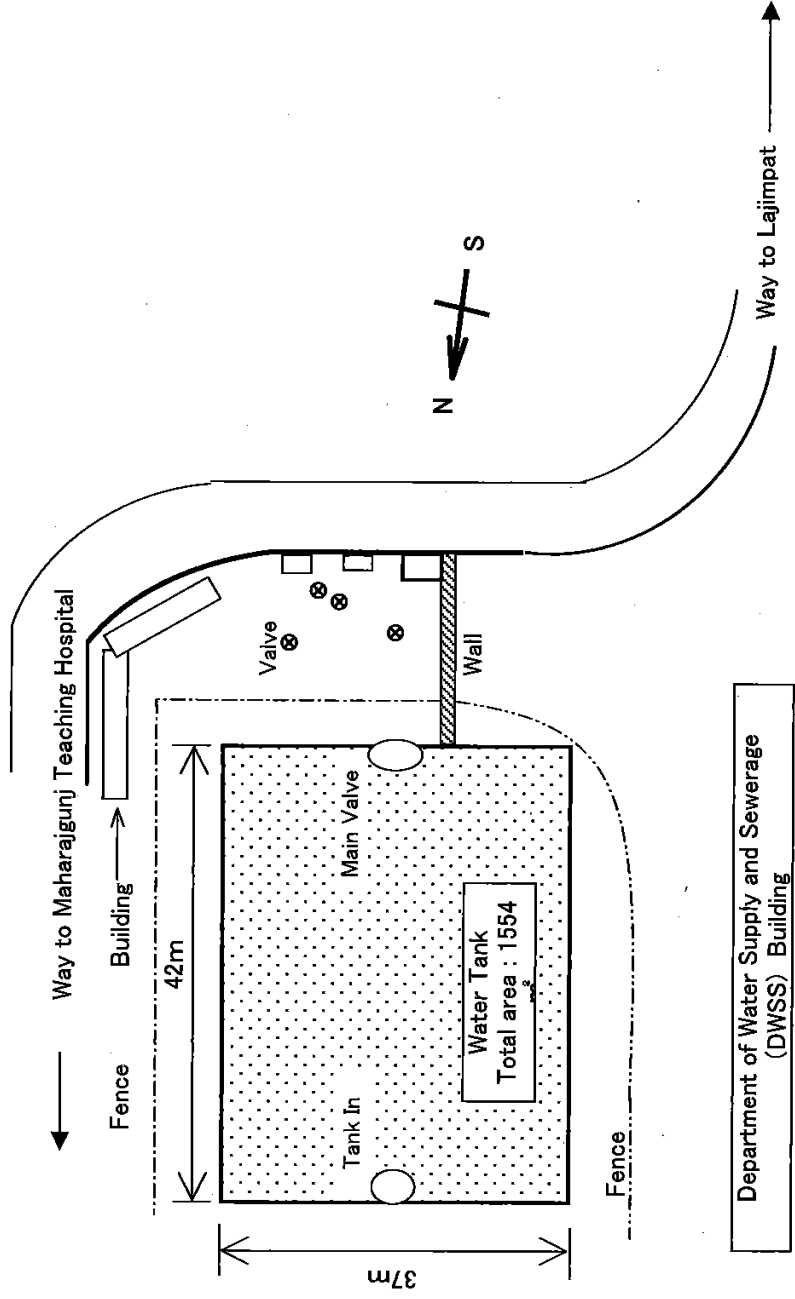 Way to Maharajgunj Teaching Hospital
Building
Fence
42m
Valve
Main Valve
Tank In
Water Tank
Total area : 1554
m²
Wall
37m
Fence
N
S
Way to Lajimpat
Department of Water Supply and Sewerage
(DWSS) Building